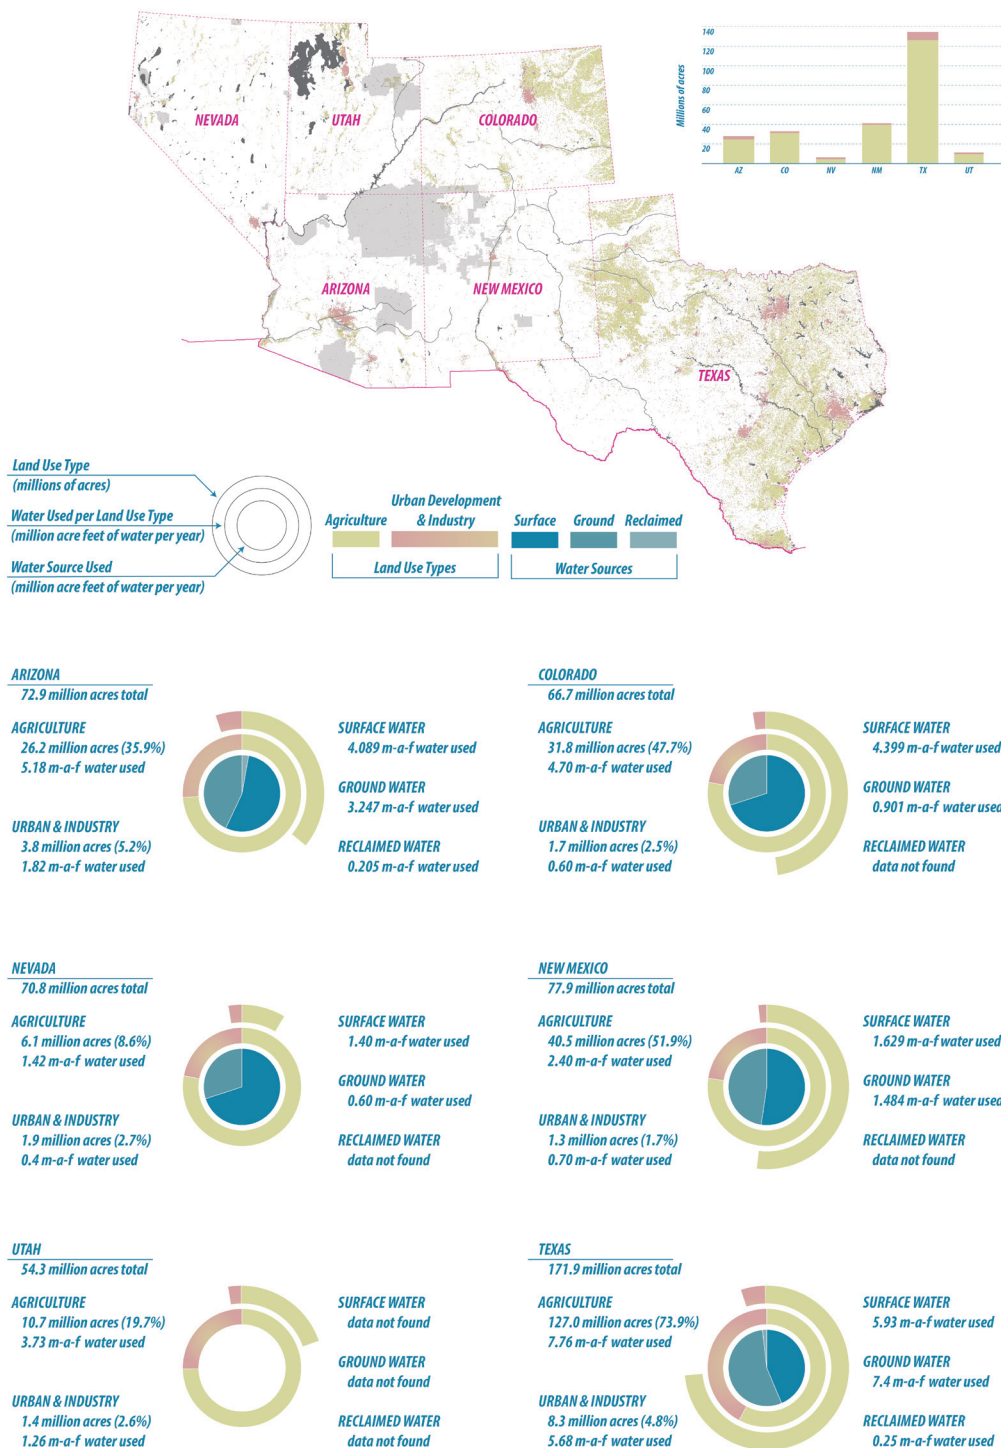 140
120
100
80
60
40
20
Millions of acres
AZ
CO
NV
NM
TX
UT
NEVADA
UTAH
COLORADO
ARIZONA
NEW MEXICO
TEXAS
Land Use Type
(millions of acres)
Water Used per Land Use Type
(million acre feet of water per year)
Water Source Used
(million acre feet of water per year)
Agriculture
Urban Development
& Industry
Surface
Ground
Reclaimed
Land Use Types
Water Sources
ARIZONA
72.9 million acres total
AGRICULTURE
26.2 million acres (35.9%)
5.18 m-a-f water used
URBAN & INDUSTRY
3.8 million acres (5.2%)
1.82 m-a-f water used
SURFACE WATER
4.089 m-a-f water used
GROUND WATER
3.247 m-a-f water used
RECLAIMED WATER
0.205 m-a-f water used
COLORADO
66.7 million acres total
AGRICULTURE
31.8 million acres (47.7%)
4.70 m-a-f water used
URBAN & INDUSTRY
1.7 million acres (2.5%)
0.60 m-a-f water used
SURFACE WATER
4.399 m-a-f water used
GROUND WATER
0.901 m-a-f water used
RECLAIMED WATER
data not found
NEVADA
70.8 million acres total
AGRICULTURE
6.1 million acres (8.6%)
1.42 m-a-f water used
URBAN & INDUSTRY
1.9 million acres (2.7%)
0.4 m-a-f water used
SURFACE WATER
1.40 m-a-f water used
GROUND WATER
0.60 m-a-f water used
RECLAIMED WATER
data not found
NEW MEXICO
77.9 million acres total
AGRICULTURE
40.5 million acres (51.9%)
2.40 m-a-f water used
URBAN & INDUSTRY
1.3 million acres (1.7%)
0.70 m-a-f water used
SURFACE WATER
1.629 m-a-f water used
GROUND WATER
1.484 m-a-f water used
RECLAIMED WATER
data not found
UTAH
54.3 million acres total
AGRICULTURE
10.7 million acres (19.7%)
3.73 m-a-f water used
URBAN & INDUSTRY
1.4 million acres (2.6%)
1.26 m-a-f water used
SURFACE WATER
data not found
GROUND WATER
data not found
RECLAIMED WATER
data not found
TEXAS
171.9 million acres total
AGRICULTURE
127.0 million acres (73.9%)
7.76 m-a-f water used
URBAN & INDUSTRY
8.3 million acres (4.8%)
5.68 m-a-f water used
SURFACE WATER
5.93 m-a-f water used
GROUND WATER
7.4 m-a-f water used
RECLAIMED WATER
0.25 m-a-f water used